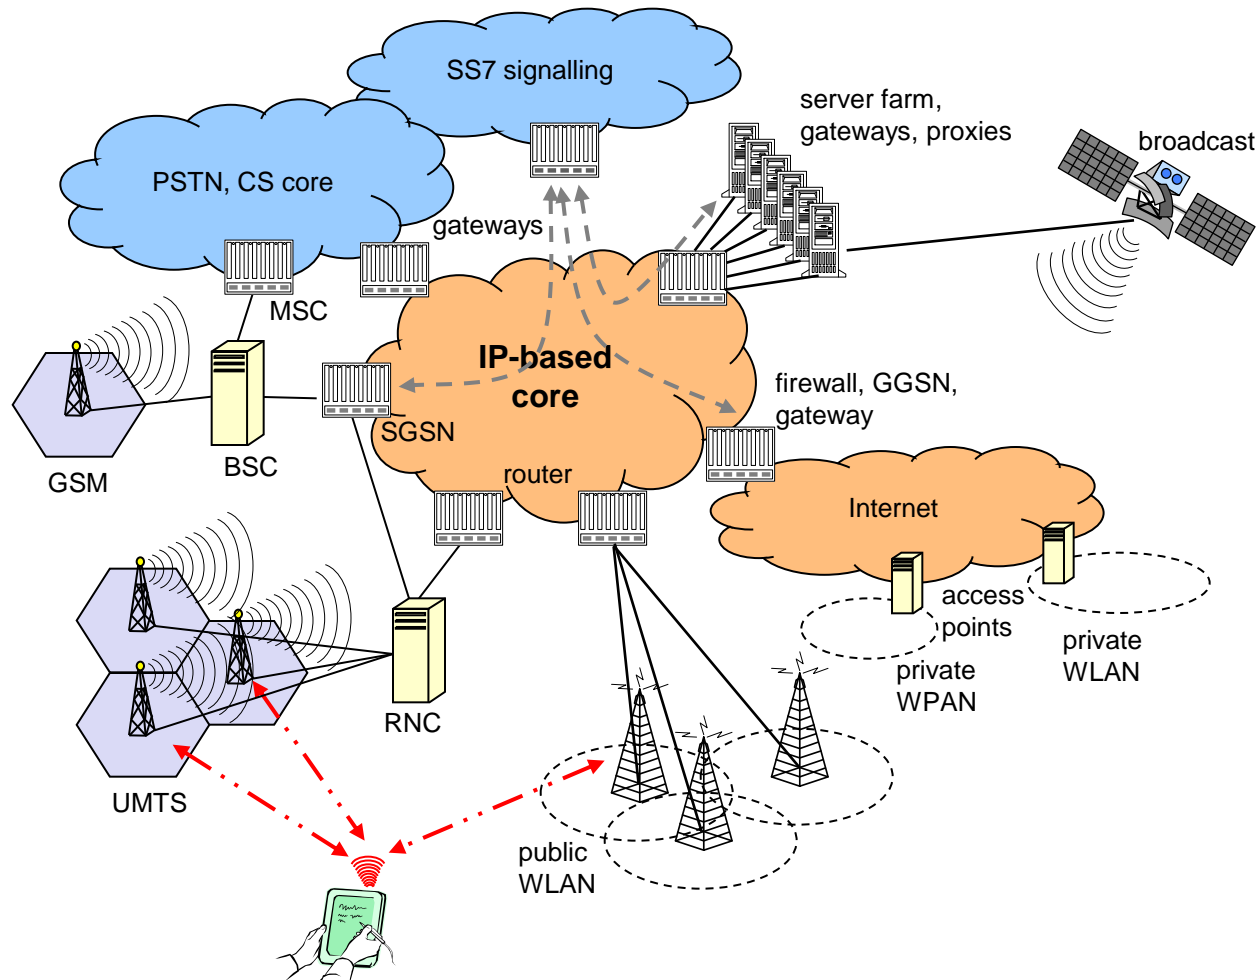 SS7 signalling
server farm,
gateways, proxies
broadcast
PSTN, CS core
gateways
MSC
IP-based
core
firewall, GGSN,
gateway
SGSN
BSC
GSM
router
Internet
access
points
private
WLAN
private
WPAN
RNC
UMTS
public
WLAN